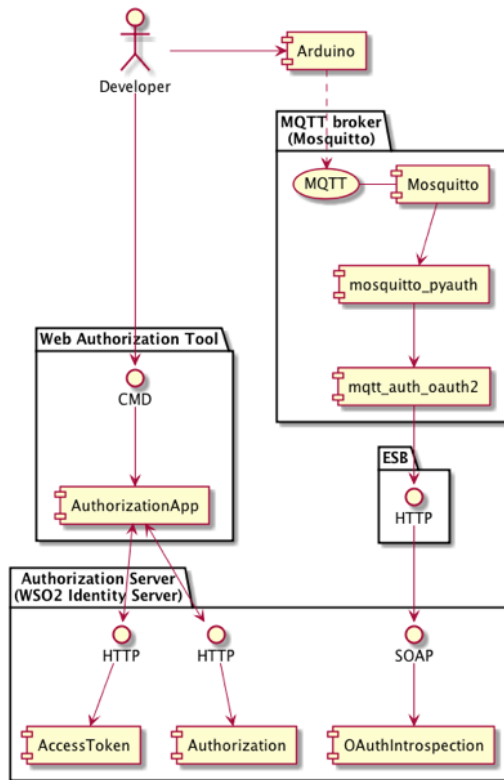 Arduino
Developer
MQTT broker
(Mosquitto)
MQTT
Mosquitto
mosquitto_pyauth
Web Authorization Tool
mqtt_auth_oauth2
CMD
ESB
AuthorizationApp
HTTP
Authorization Server
(WSO2 Identity Server)
HTTP
HTTP
SOAP
AccessToken
Authorization
OAuthIntrospection